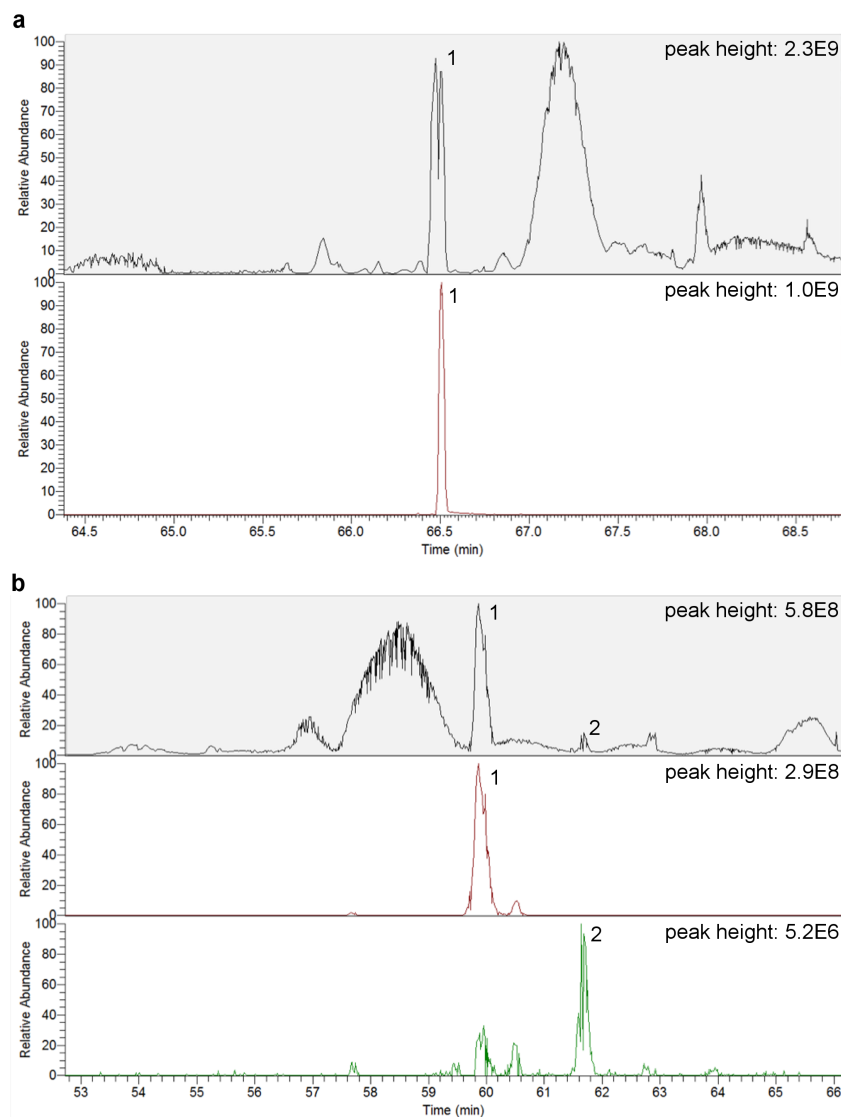 a
1
peak height: 2.3E9
Relative Abundance
100
90
80
70
60
50
40
30
20
10
0
1
peak height: 1.0E9
Relative Abundance
100
90
80
70
60
50
40
30
20
10
0
64.5 65.0 65.5 66.0 66.5 67.0 67.5 68.0 68.5
Time (min)
b
1
2
peak height: 5.8E8
Relative Abundance
100
80
60
40
20
0
1
peak height: 2.9E8
Relative Abundance
100
80
60
40
20
0
2
peak height: 5.2E6
Relative Abundance
100
80
60
40
20
0
53 54 55 56 57 58 59 60 61 62 63 64 65 66
Time (min)